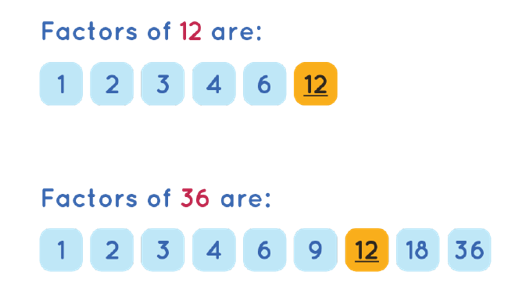 Factors of 12 are:
1 2 3 4 6 12
Factors of 36 are:
1 2 3 4 6 9 12 18 36